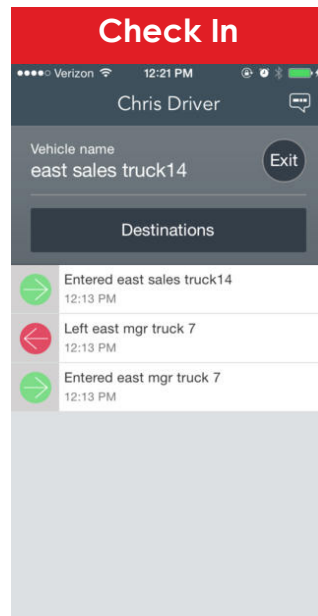 Check In
Verizon 12:21 PM
Chris Driver
Vehicle name
east sales truck14
Exit
Destinations
Entered east sales truck14
12:13 PM
Left east mgr truck 7
12:13 PM
Entered east mgr truck 7
12:13 PM